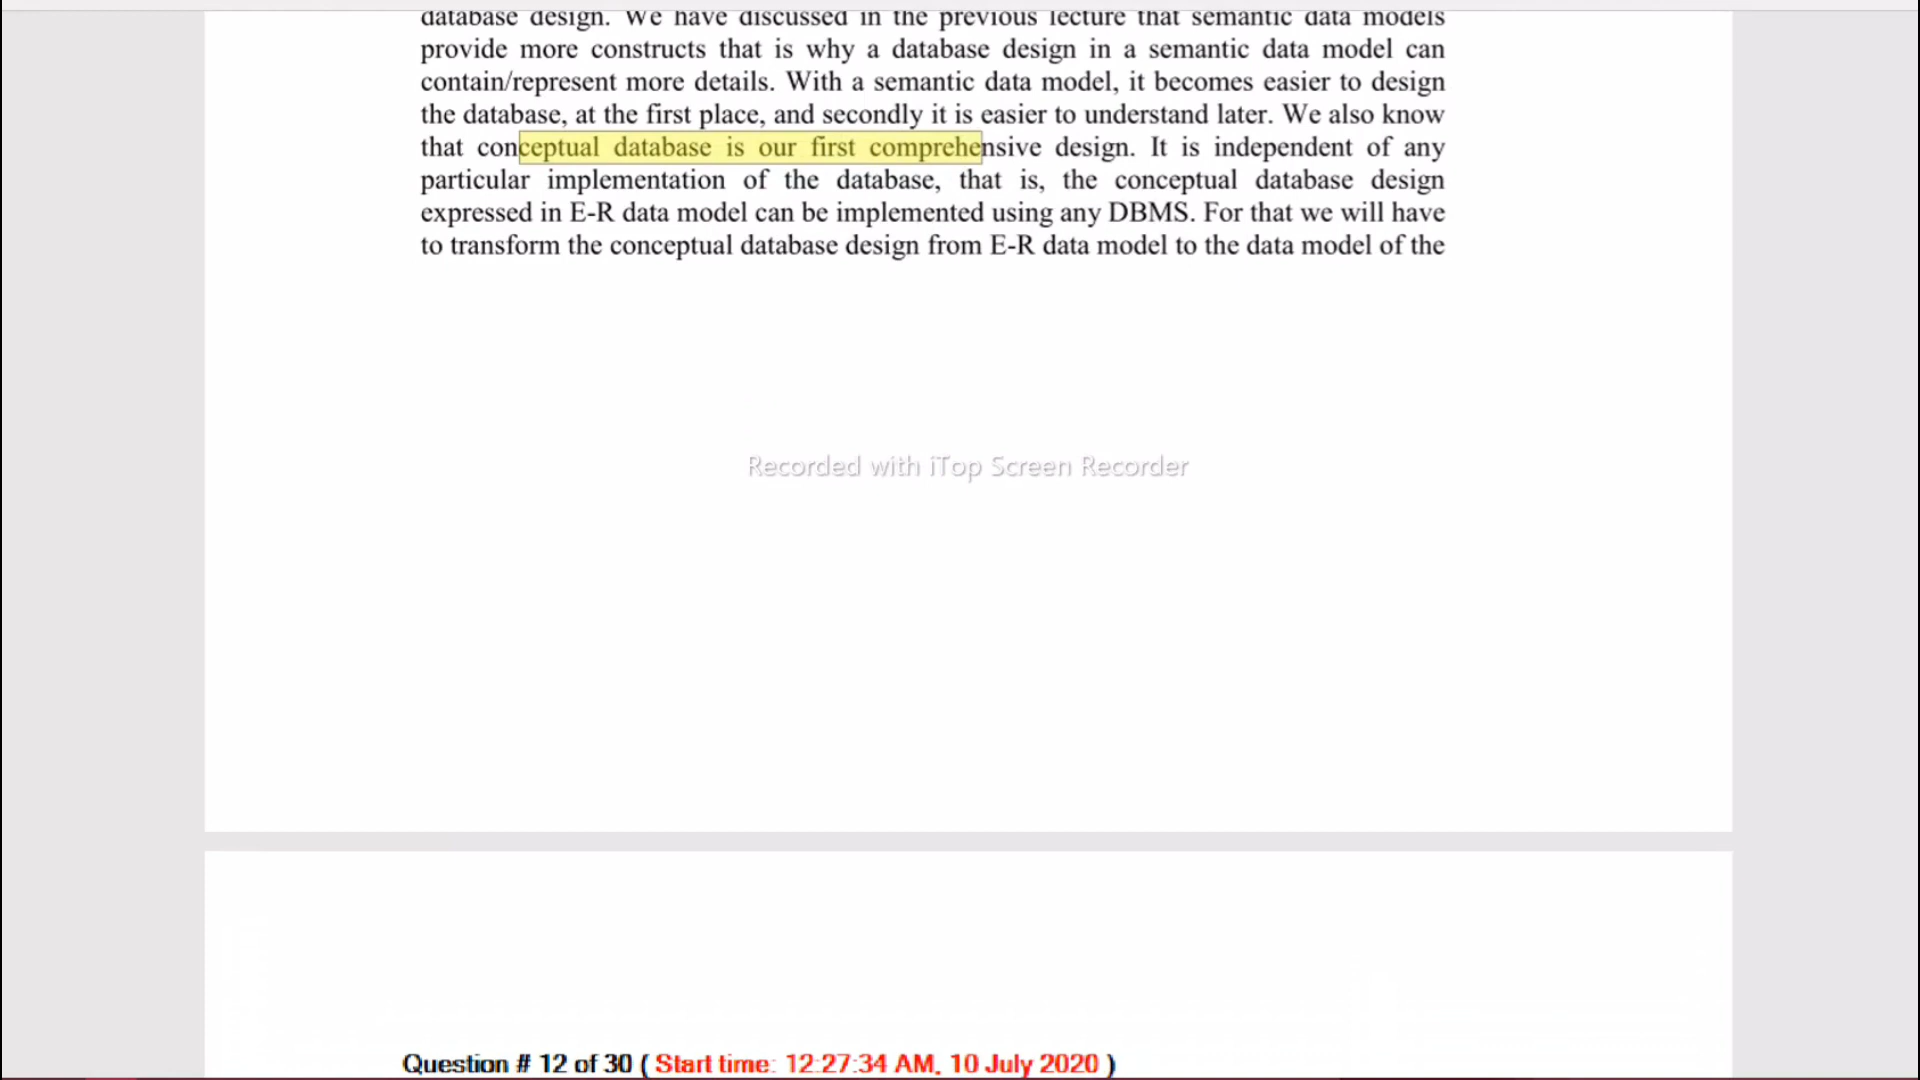 database design. We have discussed in the previous lecture that semantic data models
provide more constructs that is why a database design in a semantic data model can
contain/represent more details. With a semantic data model, it becomes easier to design
the database, at the first place, and secondly it is easier to understand later. We also know
that conceptual database is our first comprehensive design. It is independent of any
particular implementation of the database, that is, the conceptual database design
expressed in E-R data model can be implemented using any DBMS. For that we will have
to transform the conceptual database design from E-R data model to the data model of the
Recorded with iTop Screen Recorder
Question # 12 of 30 ( Start time: 12:27:34 AM, 10 July 2020 )